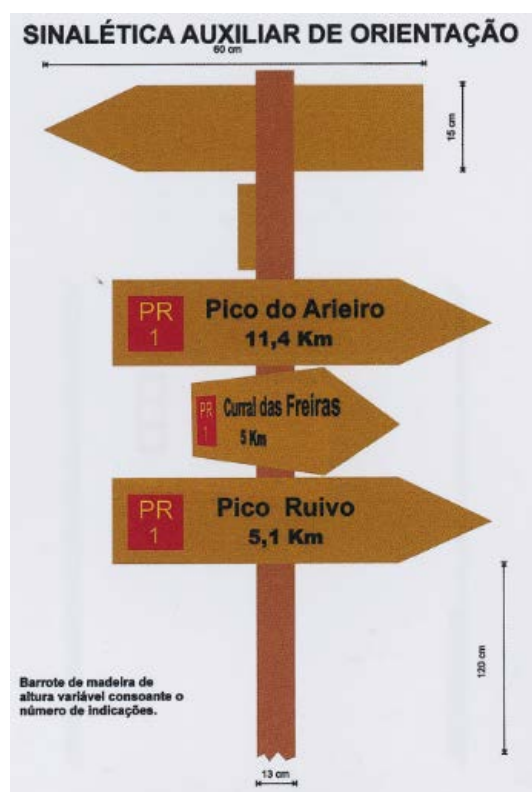 SINALÉTICA AUXILIAR DE ORIENTAÇÃO
60 cm
15 cm
PR
1
Pico do Arieiro
11,4 Km
PR
1
Curral das Freiras
5 Km
PR
1
Pico Ruivo
5,1 Km
120 cm
Barrote de madeira de
altura variável consoante o
número de indicações.
13 cm